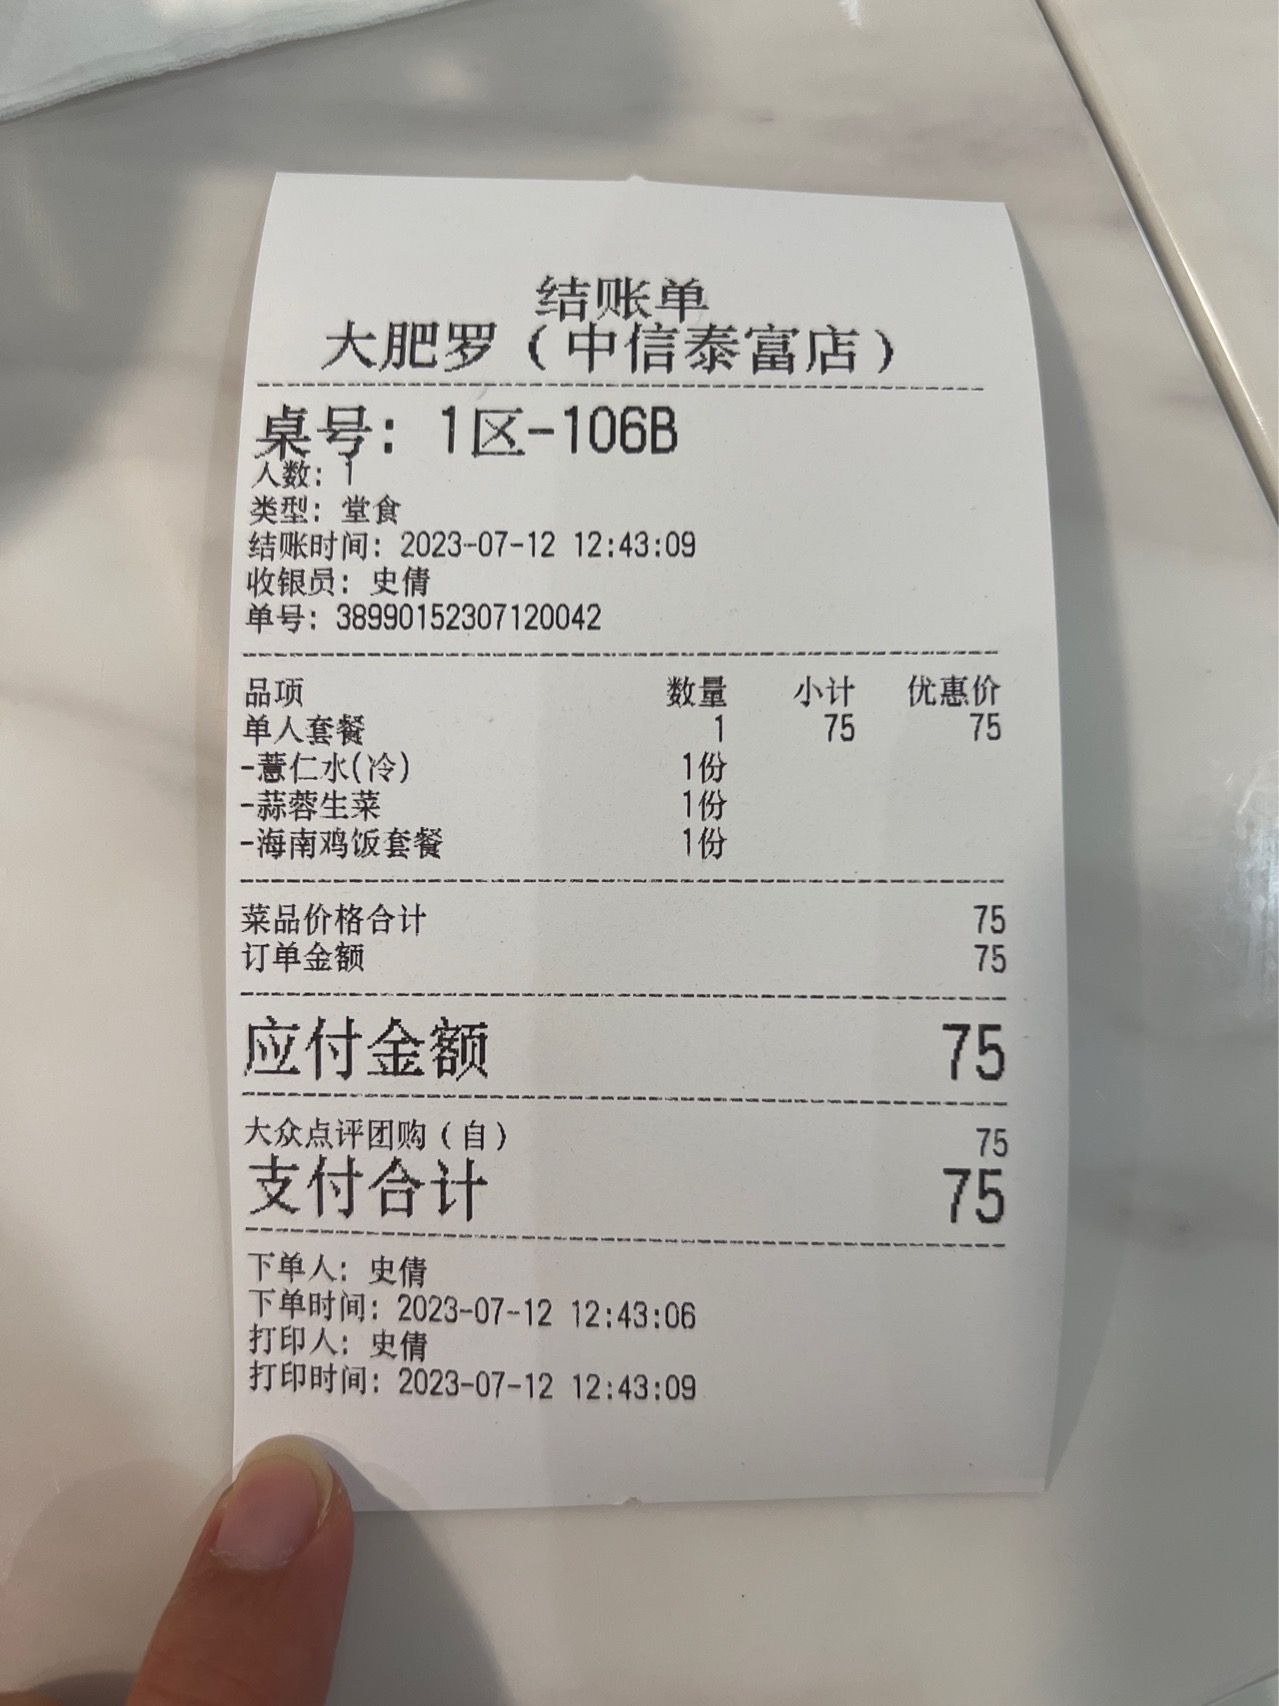 结账单
大肥罗（中信泰富店）
桌号：1区-106B
人数：1
类型：堂食
结账时间：2023-07-12 12:43:09
收银员：史倩
单号：38990152307120042
品项 数量 小计 优惠价
单人套餐 1 75 75
-薏仁水(冷) 1份
-蒜蓉生菜 1份
-海南鸡饭套餐 1份
菜品价格合计 75
订单金额 75
应付金额 75
大众点评团购（自） 75
支付合计 75
下单人：史倩
下单时间：2023-07-12 12:43:06
打印人：史倩
打印时间：2023-07-12 12:43:09